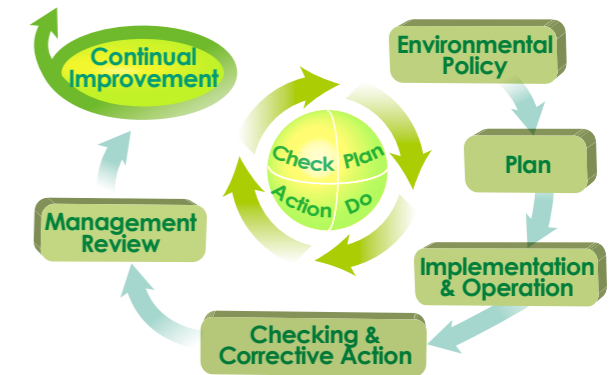 Continual
Improvement
Environmental
Policy
Check
Plan
Action
Do
Plan
Management
Review
Implementation
& Operation
Checking &
Corrective Action